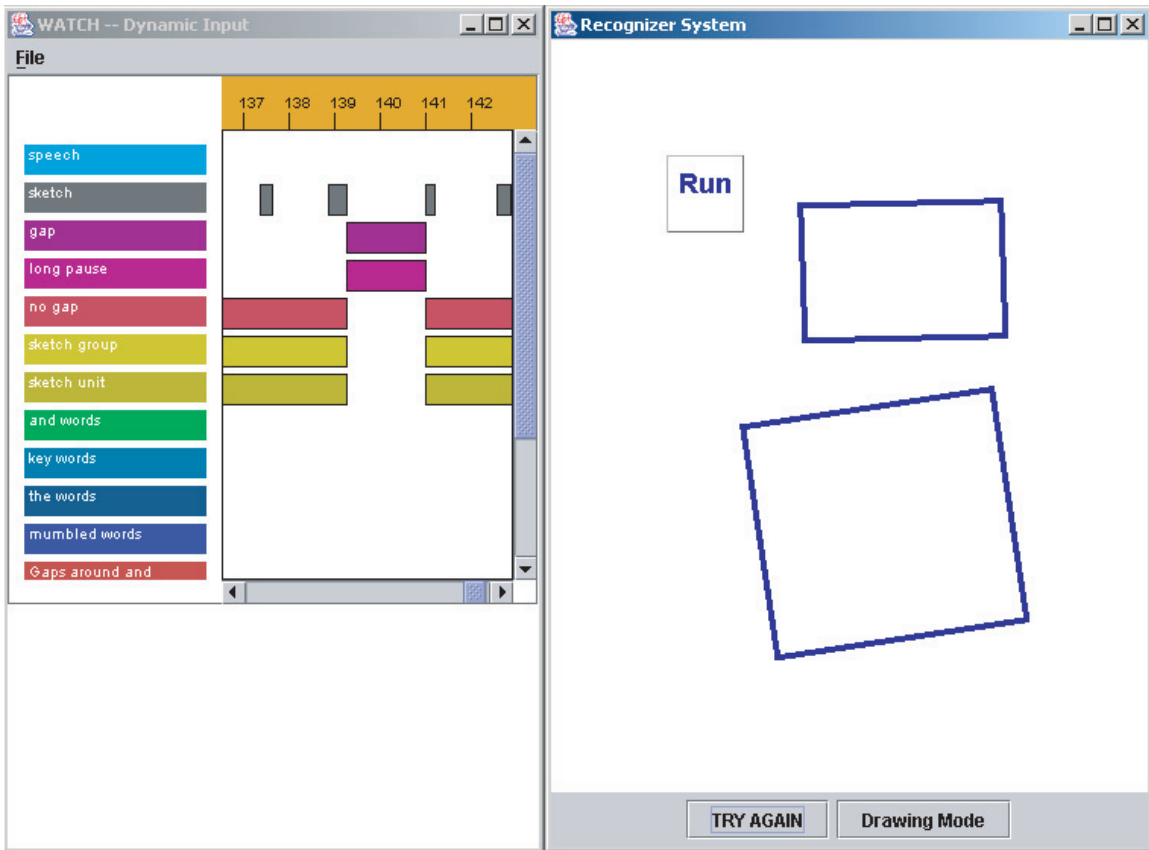 WATCH -- Dynamic Input
File
137 138 139 140 141 142
speech
sketch
gap
long pause
no gap
sketch group
sketch unit
and words
key words
the words
mumbled words
Gaps around and
Recognizer System
Run
TRY AGAIN Drawing Mode